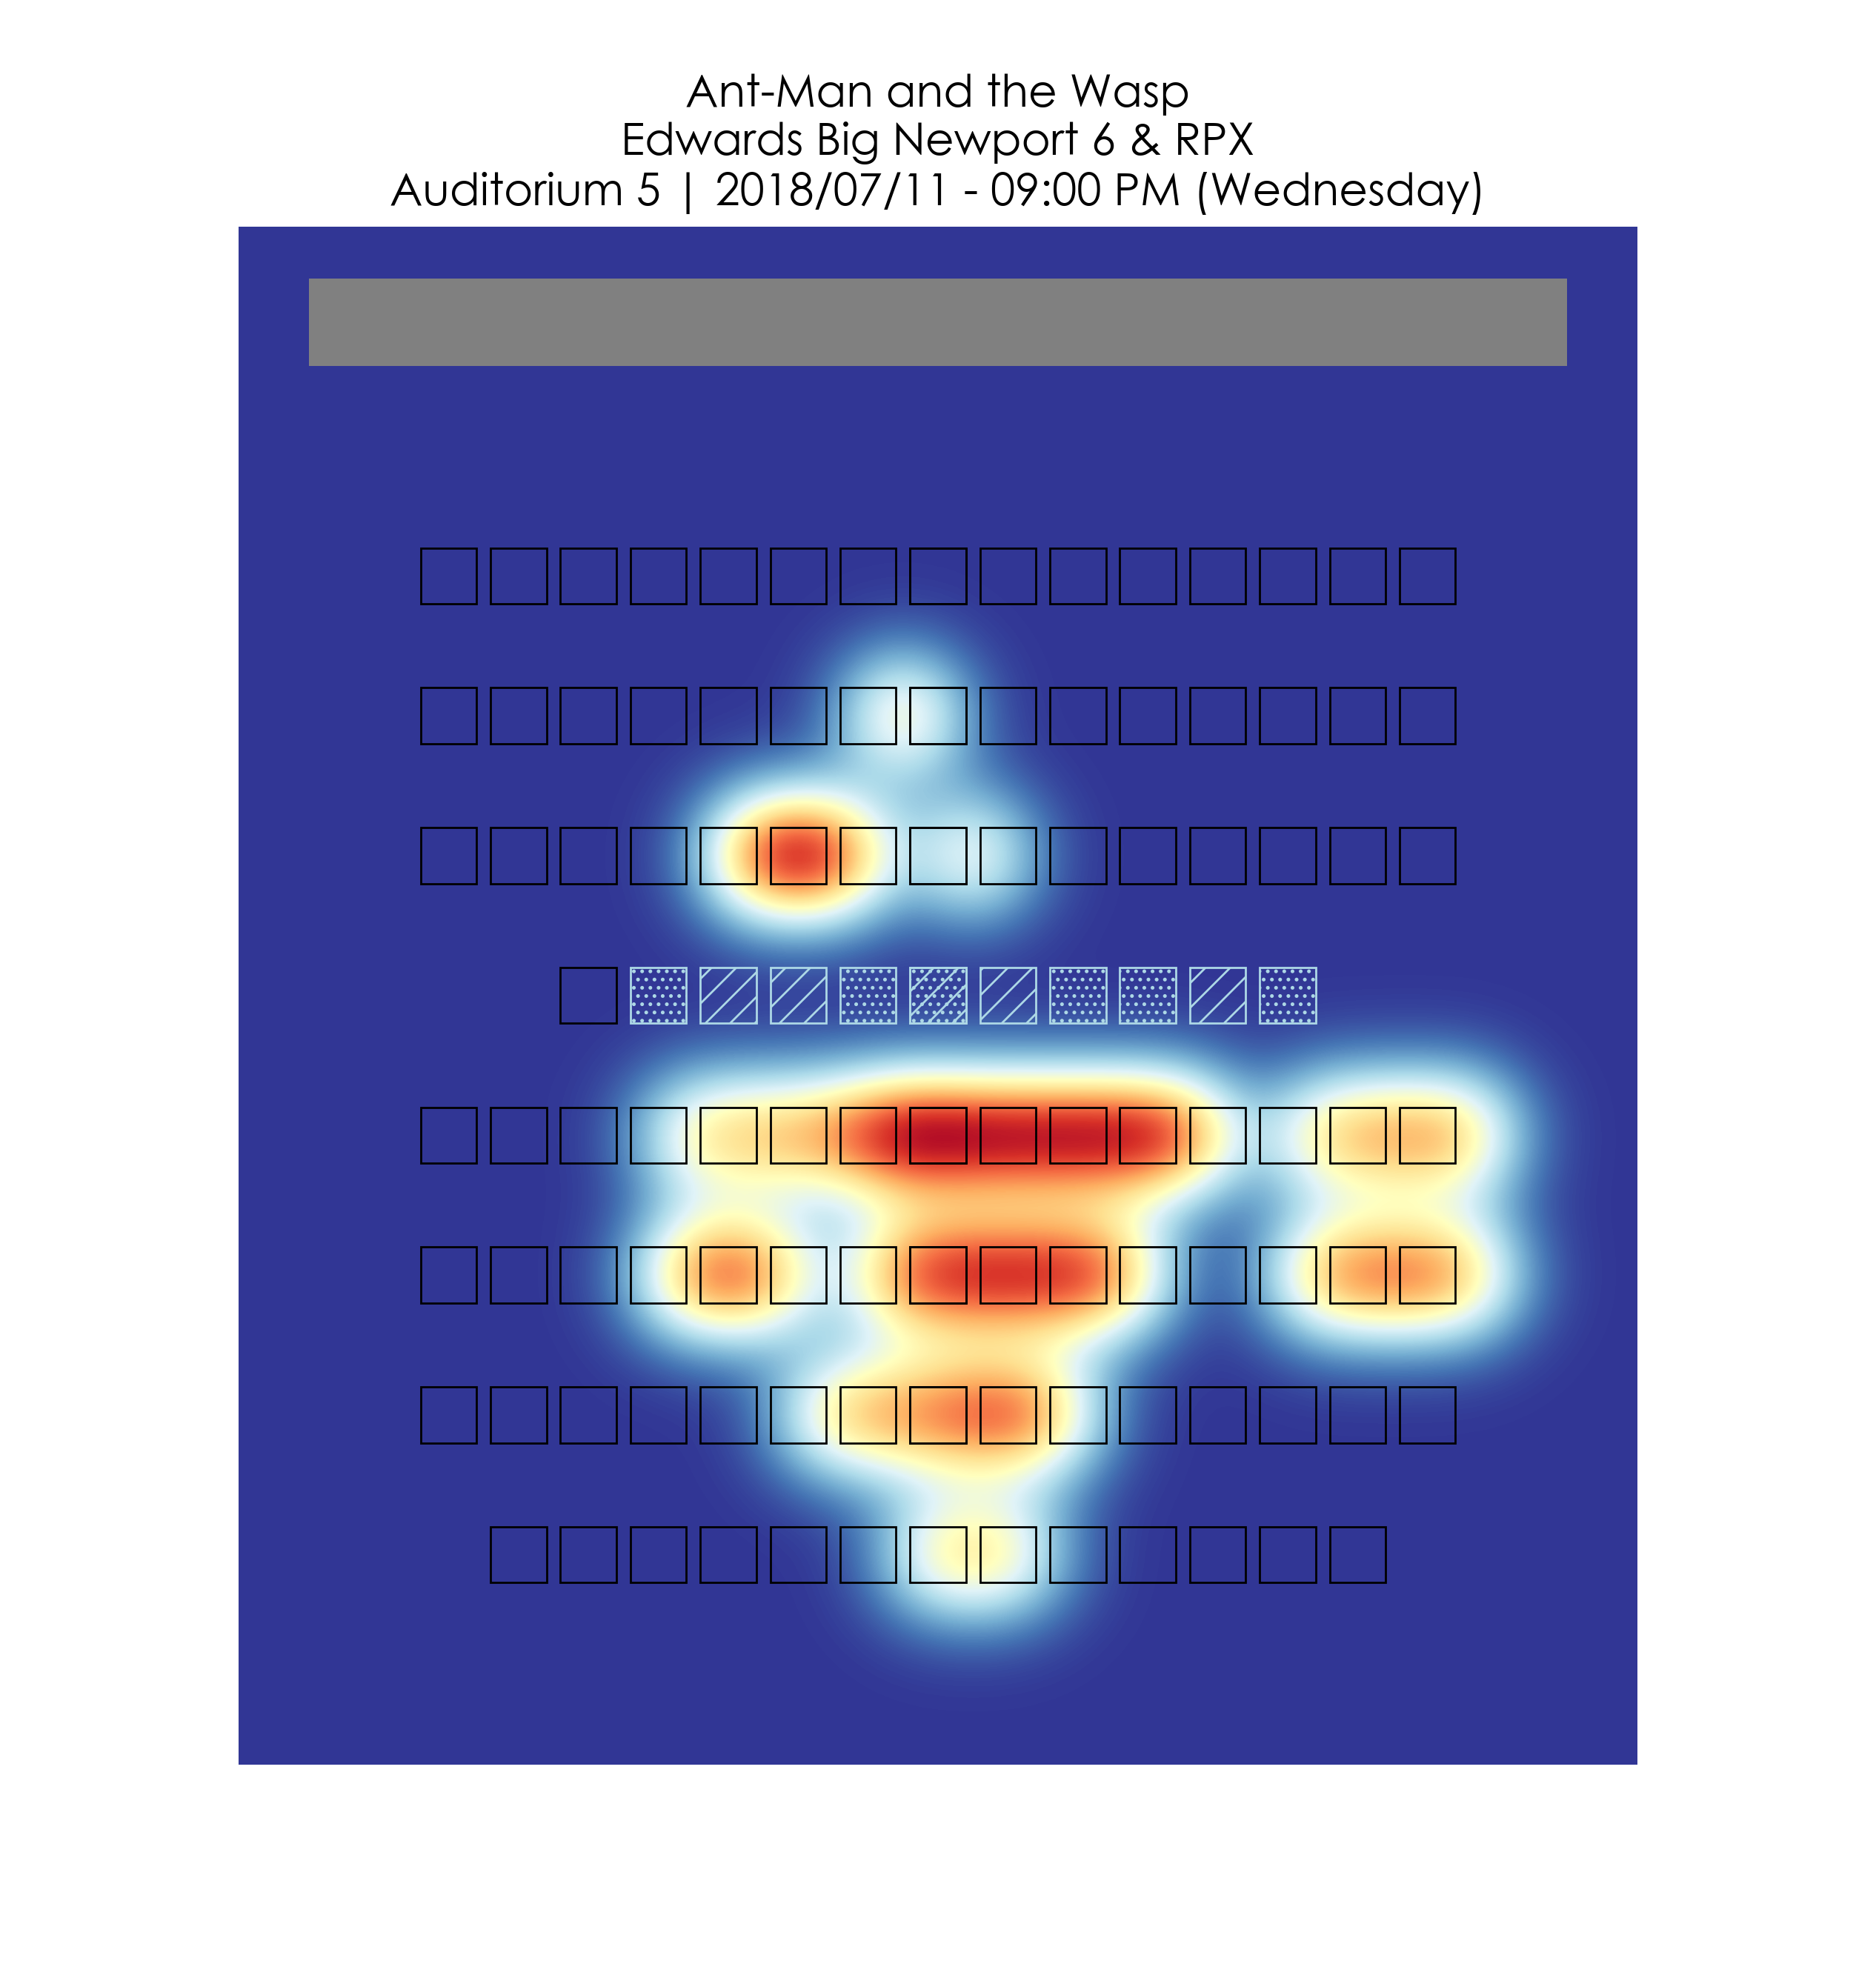 Ant-Man and the Wasp
Edwards Big Newport 6 & RPX
Auditorium 5 | 2018/07/11 - 09:00 PM (Wednesday)